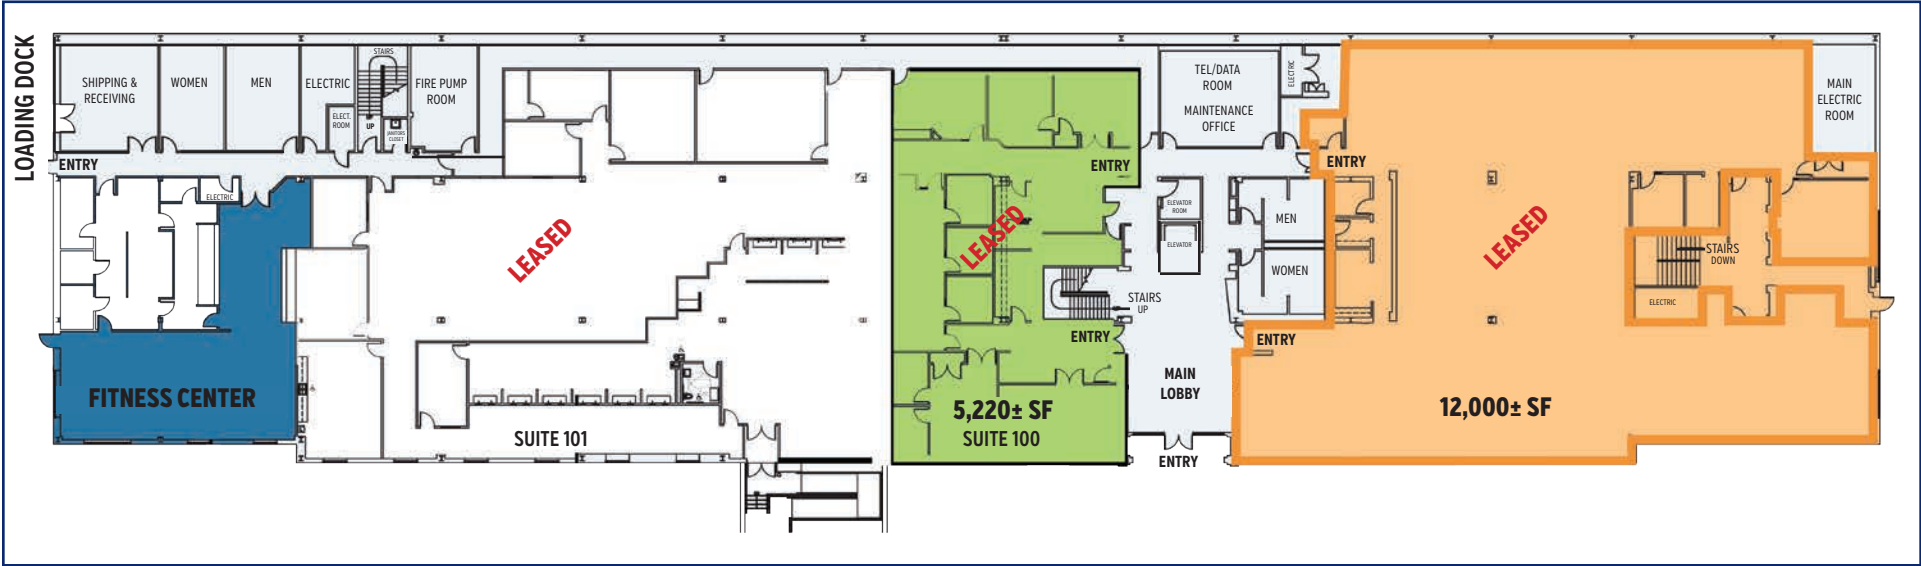 LOADING DOCK
SHIPPING &
RECEIVING
WOMEN
MEN
ELECTRIC
ELECT.
ROOM
STAIRS
UP
JANITORS
CLOSET
FIRE PUMP
ROOM
ENTRY
ELECTRIC
FITNESS CENTER
LEASED
SUITE 101
LEASED
ENTRY
ENTRY
5,220± SF
SUITE 100
TEL/DATA
ROOM
MAINTENANCE
OFFICE
ELECTRIC
ELEVATOR
ROOM
ELEVATOR
MEN
WOMEN
STAIRS
UP
MAIN
LOBBY
ENTRY
ENTRY
ENTRY
LEASED
12,000± SF
STAIRS
DOWN
ELECTRIC
MAIN
ELECTRIC
ROOM